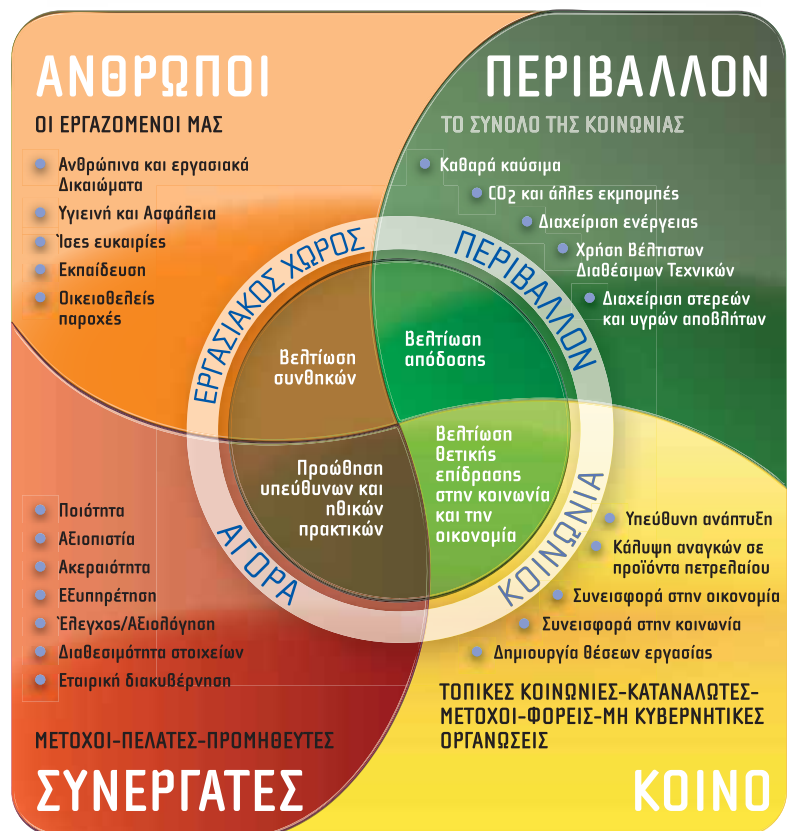 ΑΝΘΡΩΠΟΙ
ΟΙ ΕΡΓΑΖΟΜΕΝΟΙ ΜΑΣ
Ανθρώπινα και εργασιακά
Δικαιώματα
Υγιεινή και Ασφάλεια
Ίσες ευκαιρίες
Εκπαίδευση
Οικειοθελείς
παροχές
ΠΕΡΙΒΑΛΛΟΝ
ΤΟ ΣΥΝΟΛΟ ΤΗΣ ΚΟΙΝΩΝΙΑΣ
Καθαρά καύσιμα
CO2 και άλλες εκμπομπές
Διαχείριση ενέργειας
Χρήση Βέλτιστων
Διαθέσιμων Τεχνικών
Διαχείριση στερεών
και υγρών αποβλήτων
ΕΡΓΑΣΙΑΚΟΣ ΧΩΡΟΣ
ΠΕΡΙΒΑΛΛΟΝ
Βελτίωση
συνθηκών
Βελτίωση
απόδοσης
Προώθηση
υπεύθυνων και
ηθικών
πρακτικών
Βελτίωση
θετικής
επίδρασης
στην κοινωνία
και την
οικονομία
ΑΓΟΡΑ
ΚΟΙΝΩΝΙΑ
Ποιότητα
Αξιοπιστία
Ακεραιότητα
Εξυπηρέτηση
Έλεγχος/Αξιολόγηση
Διαθεσιμότητα στοιχείων
Εταιρική διακυβέρνηση
ΜΕΤΟΧΟΙ-ΠΕΛΑΤΕΣ-ΠΡΟΜΗΘΕΥΤΕΣ
ΣΥΝΕΡΓΑΤΕΣ
Υπεύθυνη ανάπτυξη
Κάλυψη αναγκών σε
προϊόντα πετρελαίου
Συνεισφορά στην οικονομία
Συνεισφορά στην κοινωνία
Δημιουργία θέσεων εργασίας
ΤΟΠΙΚΕΣ ΚΟΙΝΩΝΙΕΣ-ΚΑΤΑΝΑΛΩΤΕΣ-
ΜΕΤΟΧΟΙ-ΦΟΡΕΙΣ-ΜΗ ΚΥΒΕΡΝΗΤΙΚΕΣ
ΟΡΓΑΝΩΣΕΙΣ
ΚΟΙΝΟ